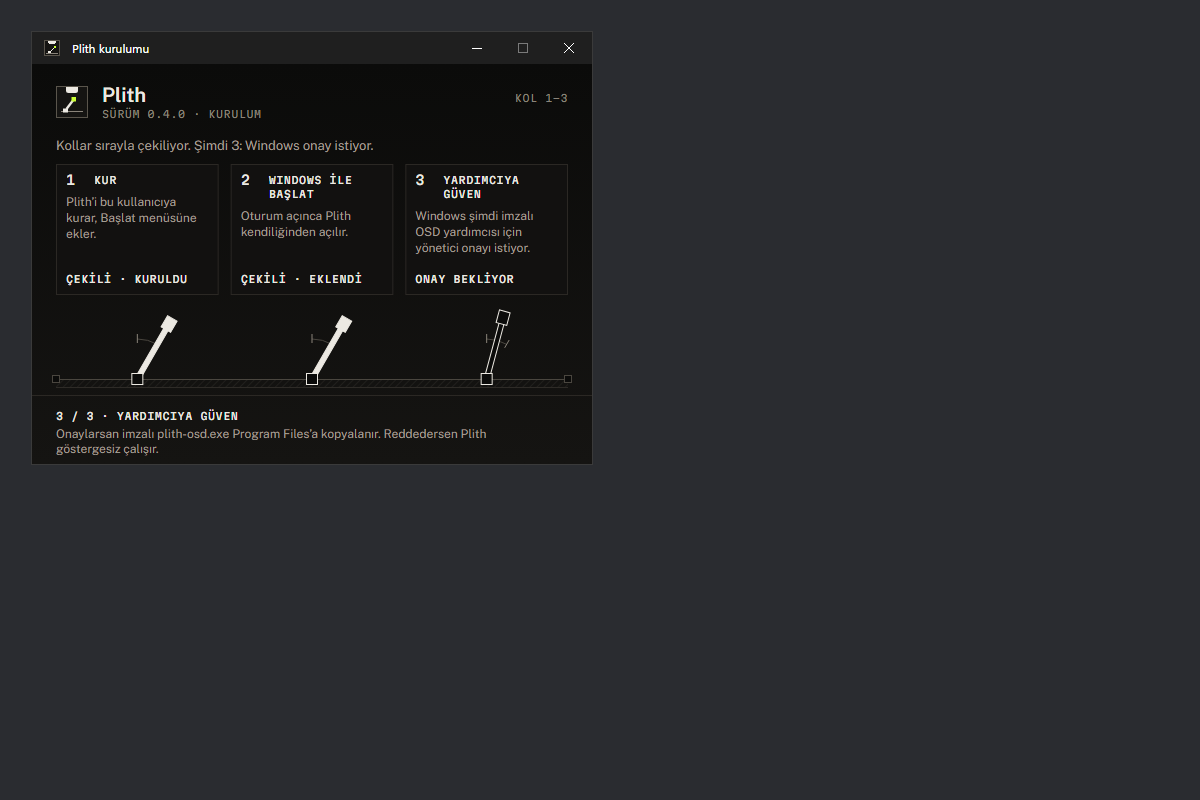 Plith kurulumu
Plith
SÜRÜM 0.4.0 · KURULUM
KOL 1–3
Kollar sırayla çekiliyor. Şimdi 3: Windows onay istiyor.
1 KUR
Plith'i bu kullanıcıya
kurar, Başlat menüsüne
ekler.
ÇEKİLİ · KURULDU
2 WINDOWS İLE
BAŞLAT
Oturum açınca Plith
kendiliğinden açılır.
ÇEKİLİ · EKLENDİ
3 YARDIMCIYA
GÜVEN
Windows şimdi imzalı
OSD yardımcısı için
yönetici onayı istiyor.
ONAY BEKLİYOR
3 / 3 · YARDIMCIYA GÜVEN
Onaylarsan imzalı plith-osd.exe Program Files'a kopyalanır. Reddedersen Plith
göstergesiz çalışır.